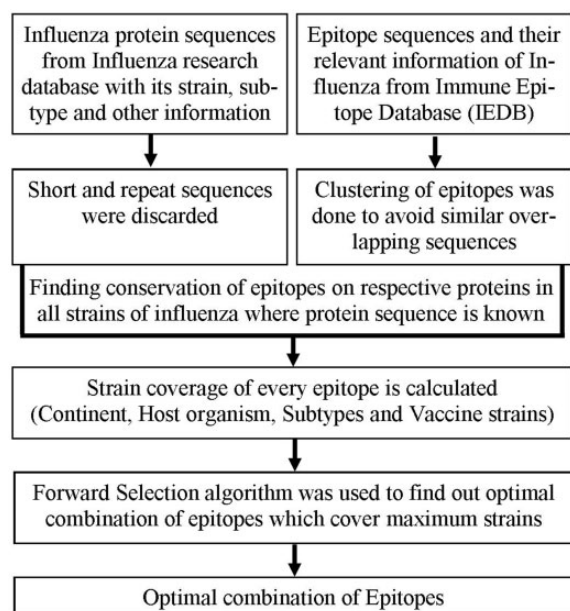 Influenza protein sequences
from Influenza research
database with its strain, sub-
type and other information
Epitope sequences and their
relevant information of In-
fluenza from Immune Epi-
tope Database (IEDB)
Short and repeat sequences
were discarded
Clustering of epitopes was
done to avoid similar over-
lapping sequences
Finding conservation of epitopes on respective proteins in
all strains of influenza where protein sequence is known
Strain coverage of every epitope is calculated
(Continent, Host organism, Subtypes and Vaccine strains)
Forward Selection algorithm was used to find out optimal
combination of epitopes which cover maximum strains
Optimal combination of Epitopes